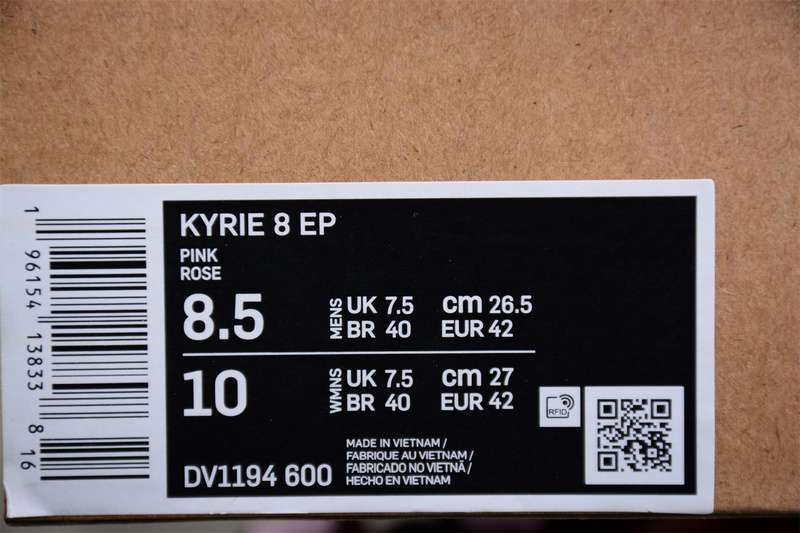 KYRIE 8 EP
PINK
ROSE
8.5 MENS UK 7.5 cm 26.5
BR 40 EUR 42
10 WMNS UK 7.5 cm 27
BR 40 EUR 42
RFID
DV1194 600
MADE IN VIETNAM /
FABRIQUE AU VIETNAM /
FABRICADO NO VIETNÃ /
HECHO EN VIETNAM
1 96154 13833 8 16